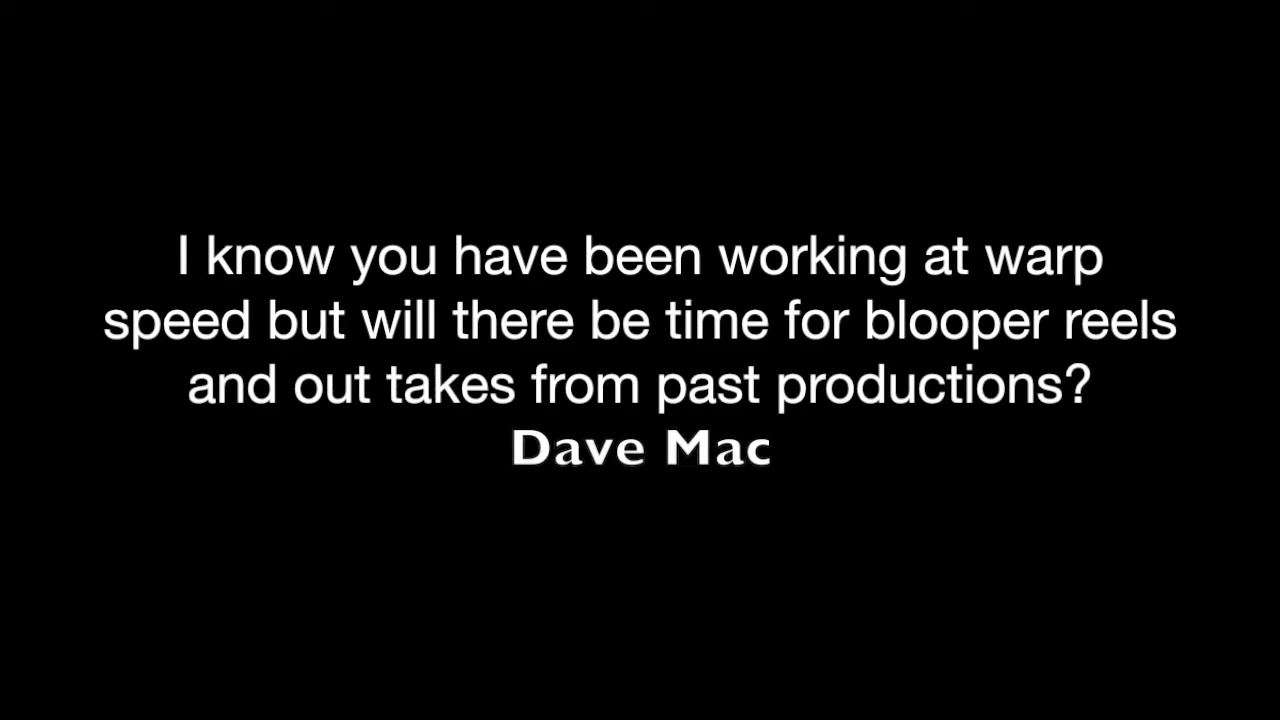 I know you have been working at warp
speed but will there be time for blooper reels
and out takes from past productions?
Dave Mac